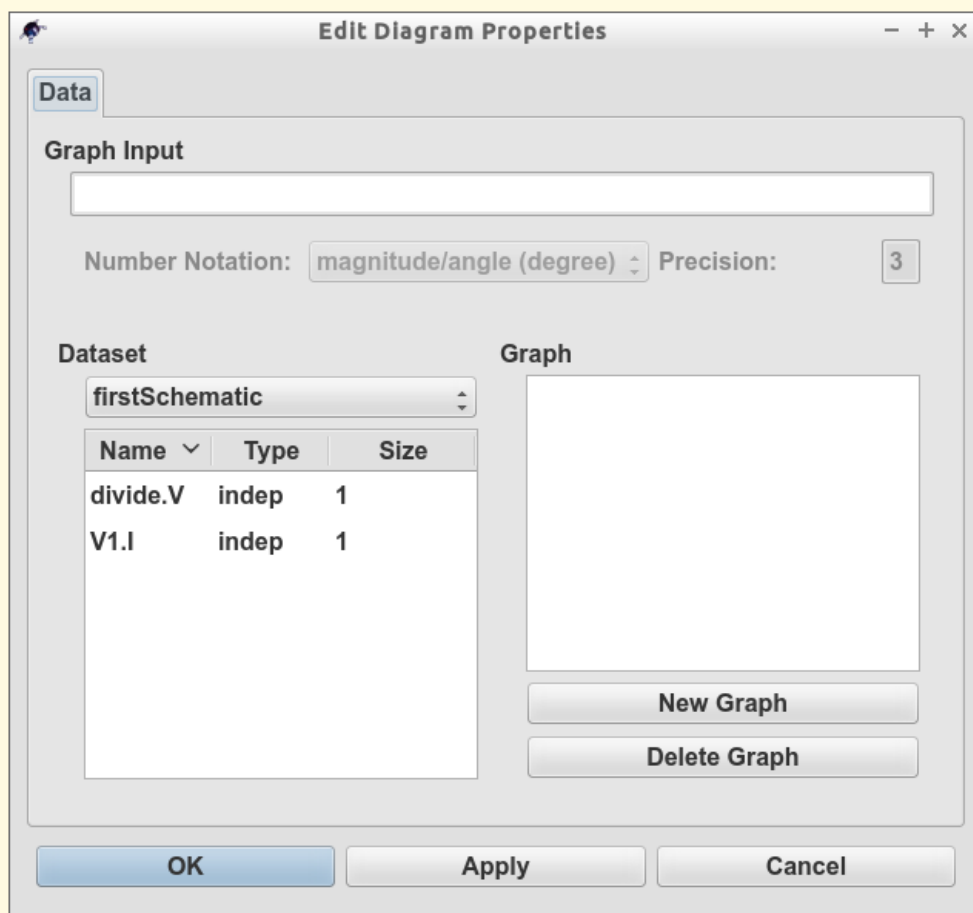 Edit Diagram Properties
Data
Graph Input
Number Notation: magnitude/angle (degree) Precision: 3
Dataset
firstSchematic
Name Type Size
divide.V indep 1
V1.I indep 1
Graph
New Graph
Delete Graph
OK Apply Cancel